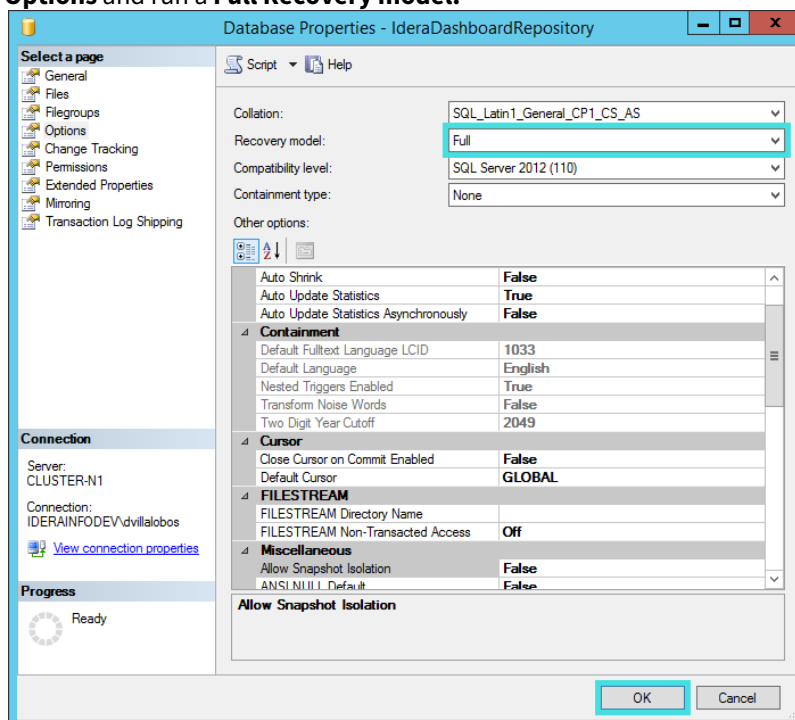 Options and run a Full Recovery model.
Database Properties - IderaDashboardRepository
Select a page
General
Files
Filegroups
Options
Change Tracking
Permissions
Extended Properties
Mirroring
Transaction Log Shipping
Script Help
Collation: SQL_Latin1_General_CP1_CS_AS
Recovery model: Full
Compatibility level: SQL Server 2012 (110)
Containment type: None
Other options:
Auto Shrink False
Auto Update Statistics True
Auto Update Statistics Asynchronously False
Containment
Default Fulltext Language LCID 1033
Default Language English
Nested Triggers Enabled True
Transform Noise Words False
Two Digit Year Cutoff 2049
Cursor
Close Cursor on Commit Enabled False
Default Cursor GLOBAL
FILESTREAM
FILESTREAM Directory Name
FILESTREAM Non-Transacted Access Off
Miscellaneous
Allow Snapshot Isolation False
ANSI NULL Default False
Allow Snapshot Isolation
Connection
Server:
CLUSTER-N1
Connection:
IDERAINFODEV\dvillalobos
View connection properties
Progress
Ready
OK Cancel